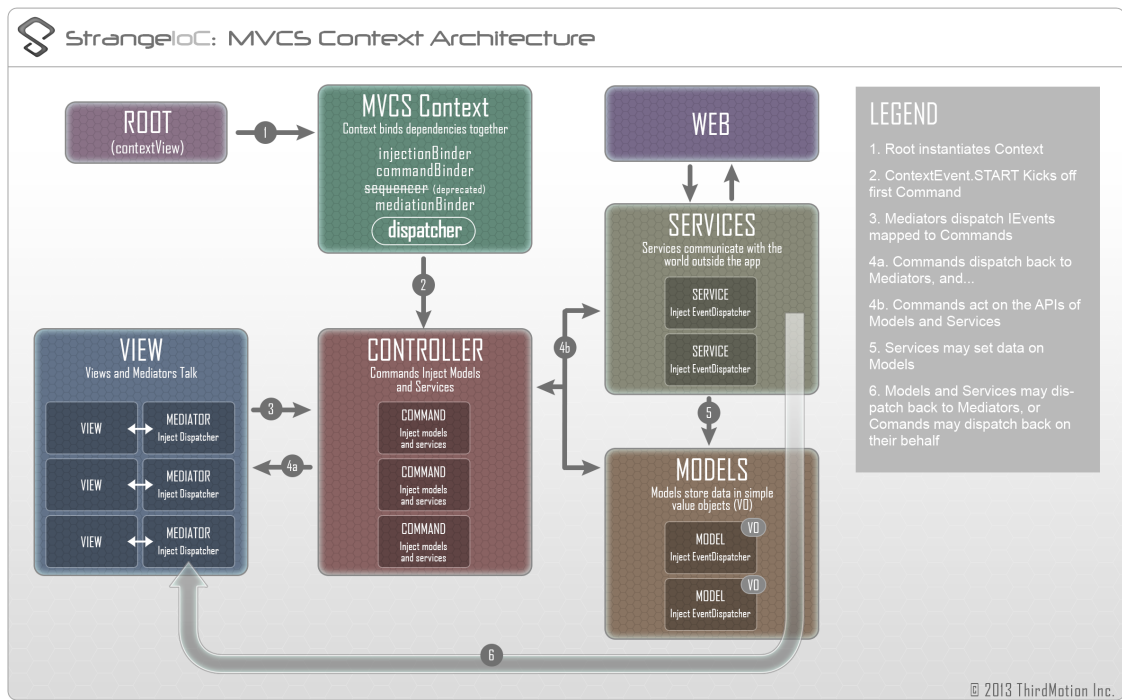 StrangeIoC: MVCS Context Architecture
ROOT
(contextView)
1
MVCS Context
Context binds dependencies together
injectionBinder
commandBinder
sequencer (deprecated)
mediationBinder
dispatcher
2
WEB
SERVICES
Services communicate with the
world outside the app
SERVICE
Inject EventDispatcher
SERVICE
Inject EventDispatcher
VIEW
Views and Mediators Talk
VIEW
MEDIATOR
Inject Dispatcher
VIEW
MEDIATOR
Inject Dispatcher
VIEW
MEDIATOR
Inject Dispatcher
3
4a
CONTROLLER
Commands Inject Models
and Services
COMMAND
Inject models
and services
COMMAND
Inject models
and services
COMMAND
Inject models
and services
4b
5
MODELS
Models store data in simple
value objects (VO)
VO
MODEL
Inject EventDispatcher
VO
MODEL
Inject EventDispatcher
6
LEGEND
1. Root instantiates Context
2. ContextEvent.START Kicks off
first Command
3. Mediators dispatch IEvents
mapped to Commands
4a. Commands dispatch back to
Mediators, and...
4b. Commands act on the APIs of
Models and Services
5. Services may set data on
Models
6. Models and Services may dis-
patch back to Mediators, or
Comands may dispatch back on
their behalf
© 2013 ThirdMotion Inc.